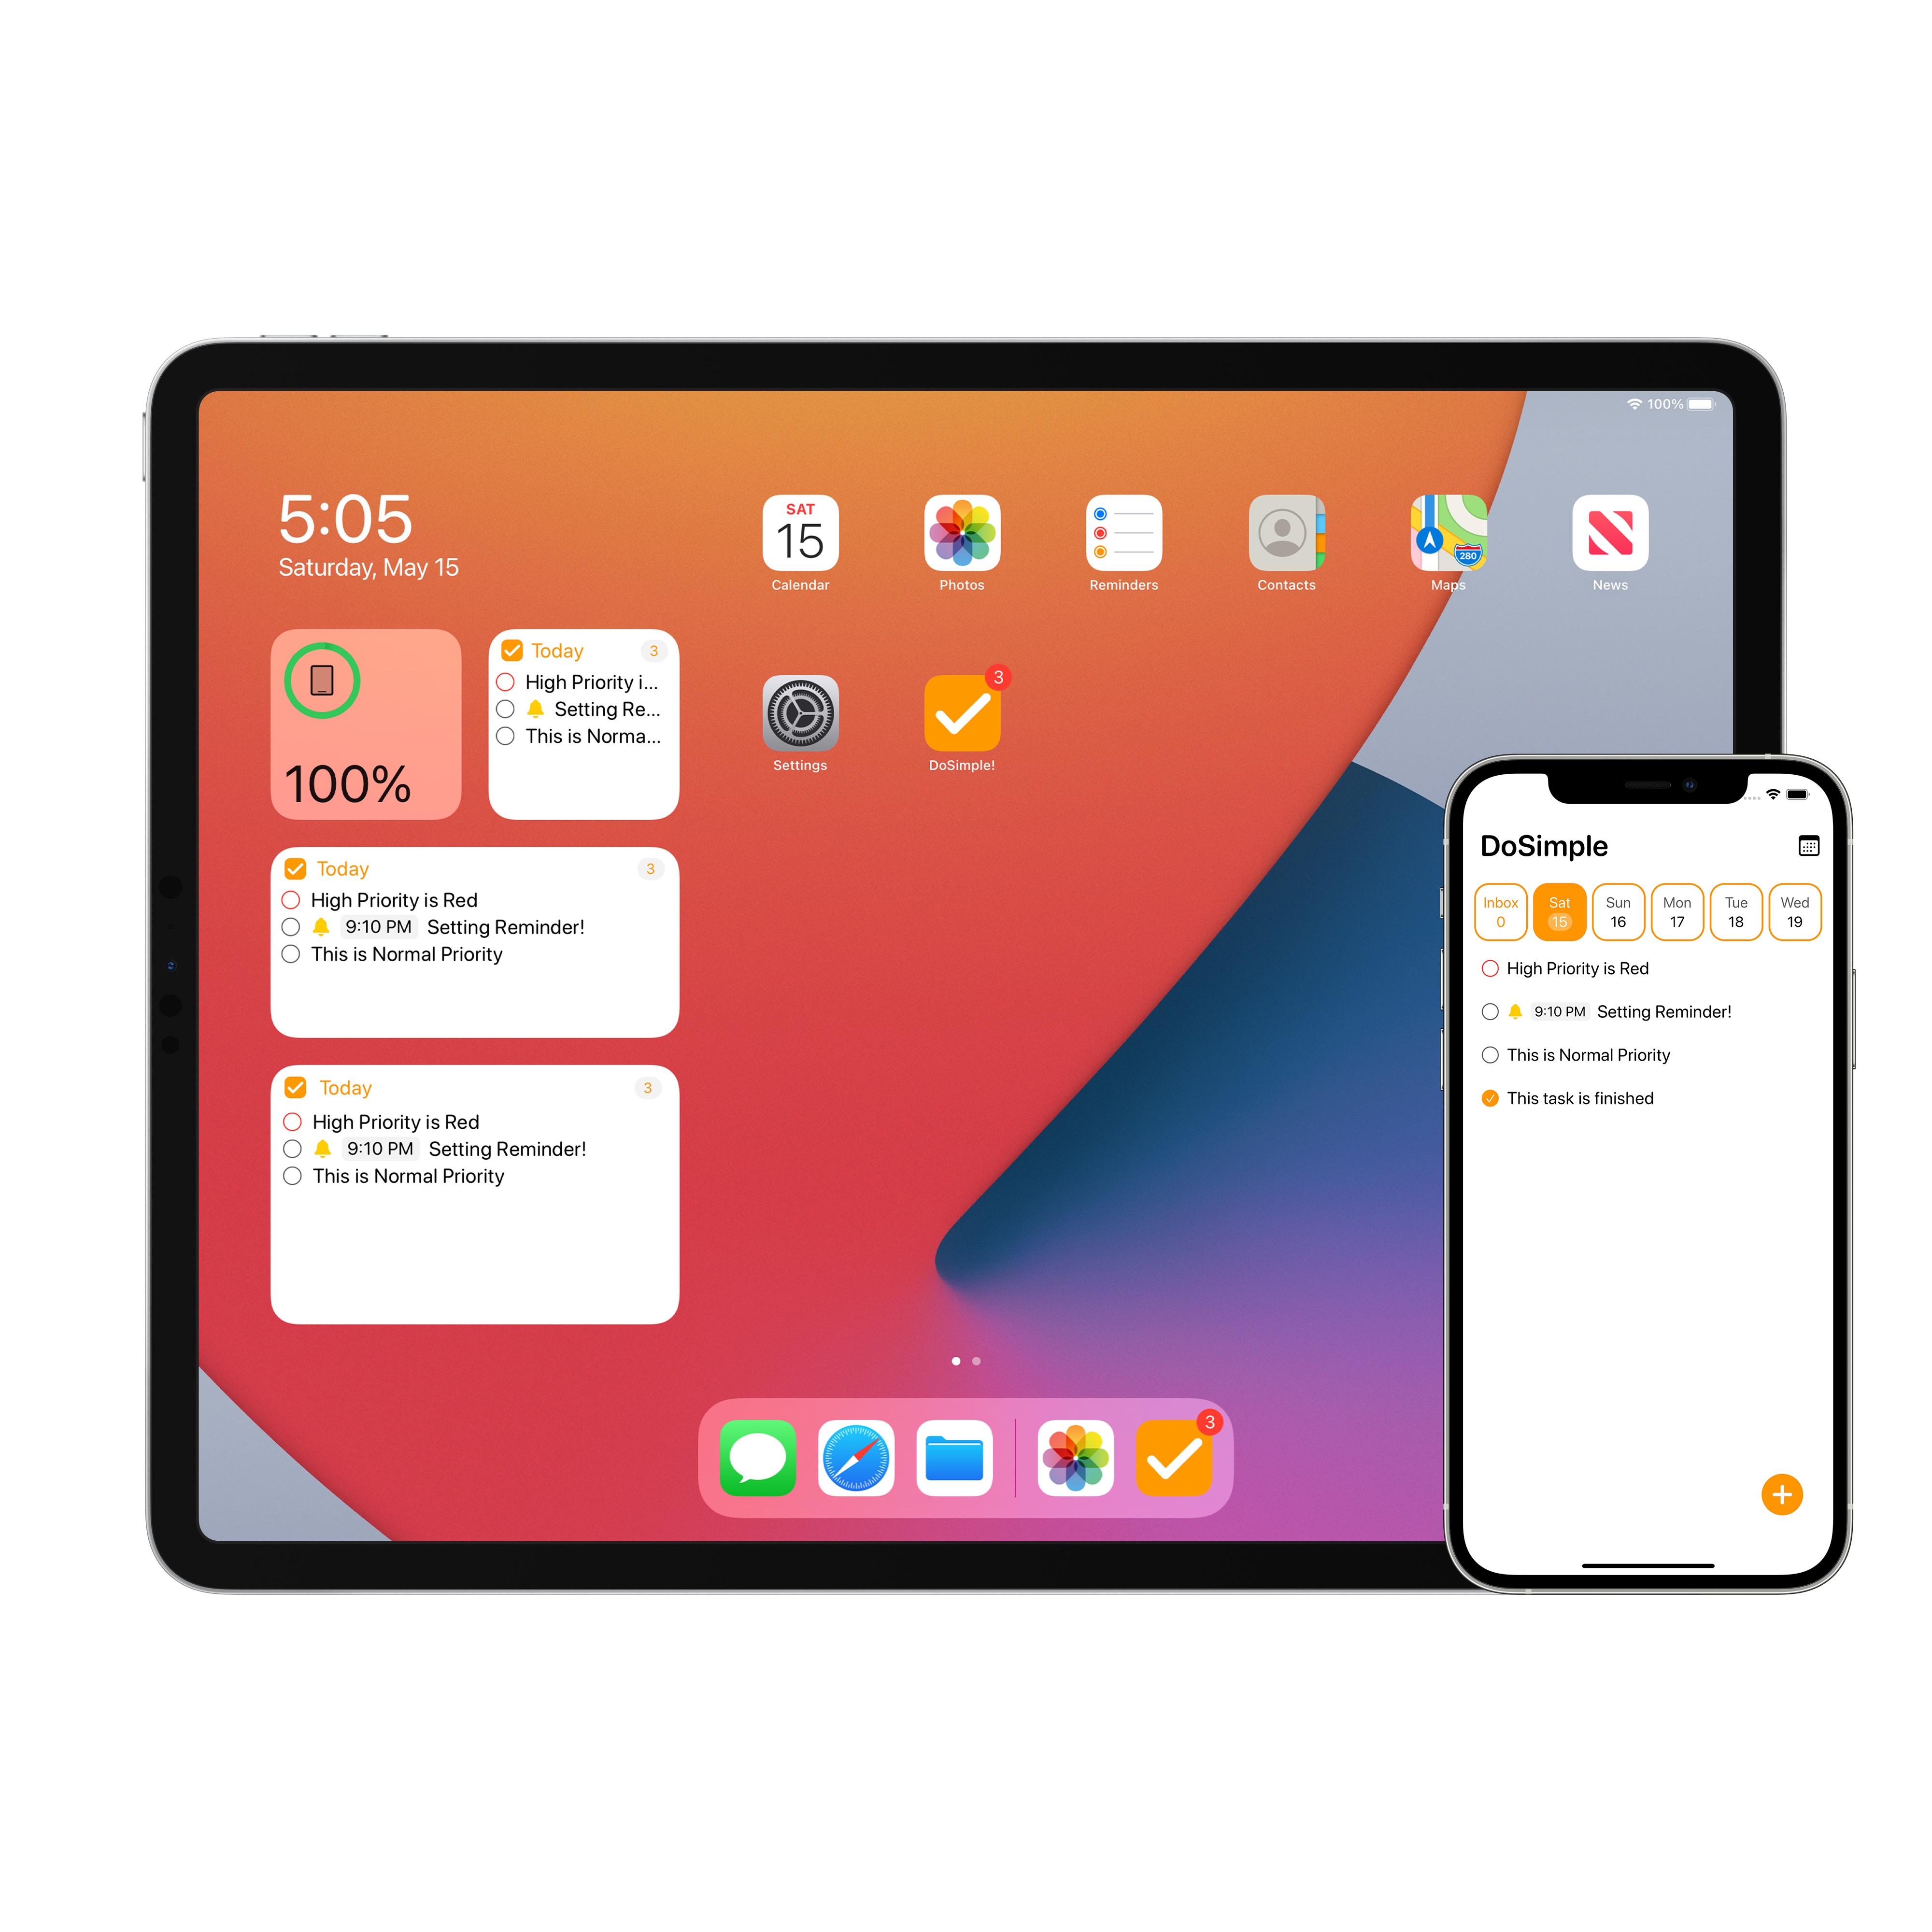 100%
5:05
Saturday, May 15
SAT
15
280
Calendar
Photos
Reminders
Contacts
Maps
News
100%
Today 3
High Priority i...
Setting Re...
This is Norma...
3
Settings
DoSimple!
Today 3
High Priority is Red
9:10 PM Setting Reminder!
This is Normal Priority
Today 3
High Priority is Red
9:10 PM Setting Reminder!
This is Normal Priority
3
DoSimple
Inbox Sat Sun Mon Tue Wed
0 15 16 17 18 19
High Priority is Red
9:10 PM Setting Reminder!
This is Normal Priority
This task is finished